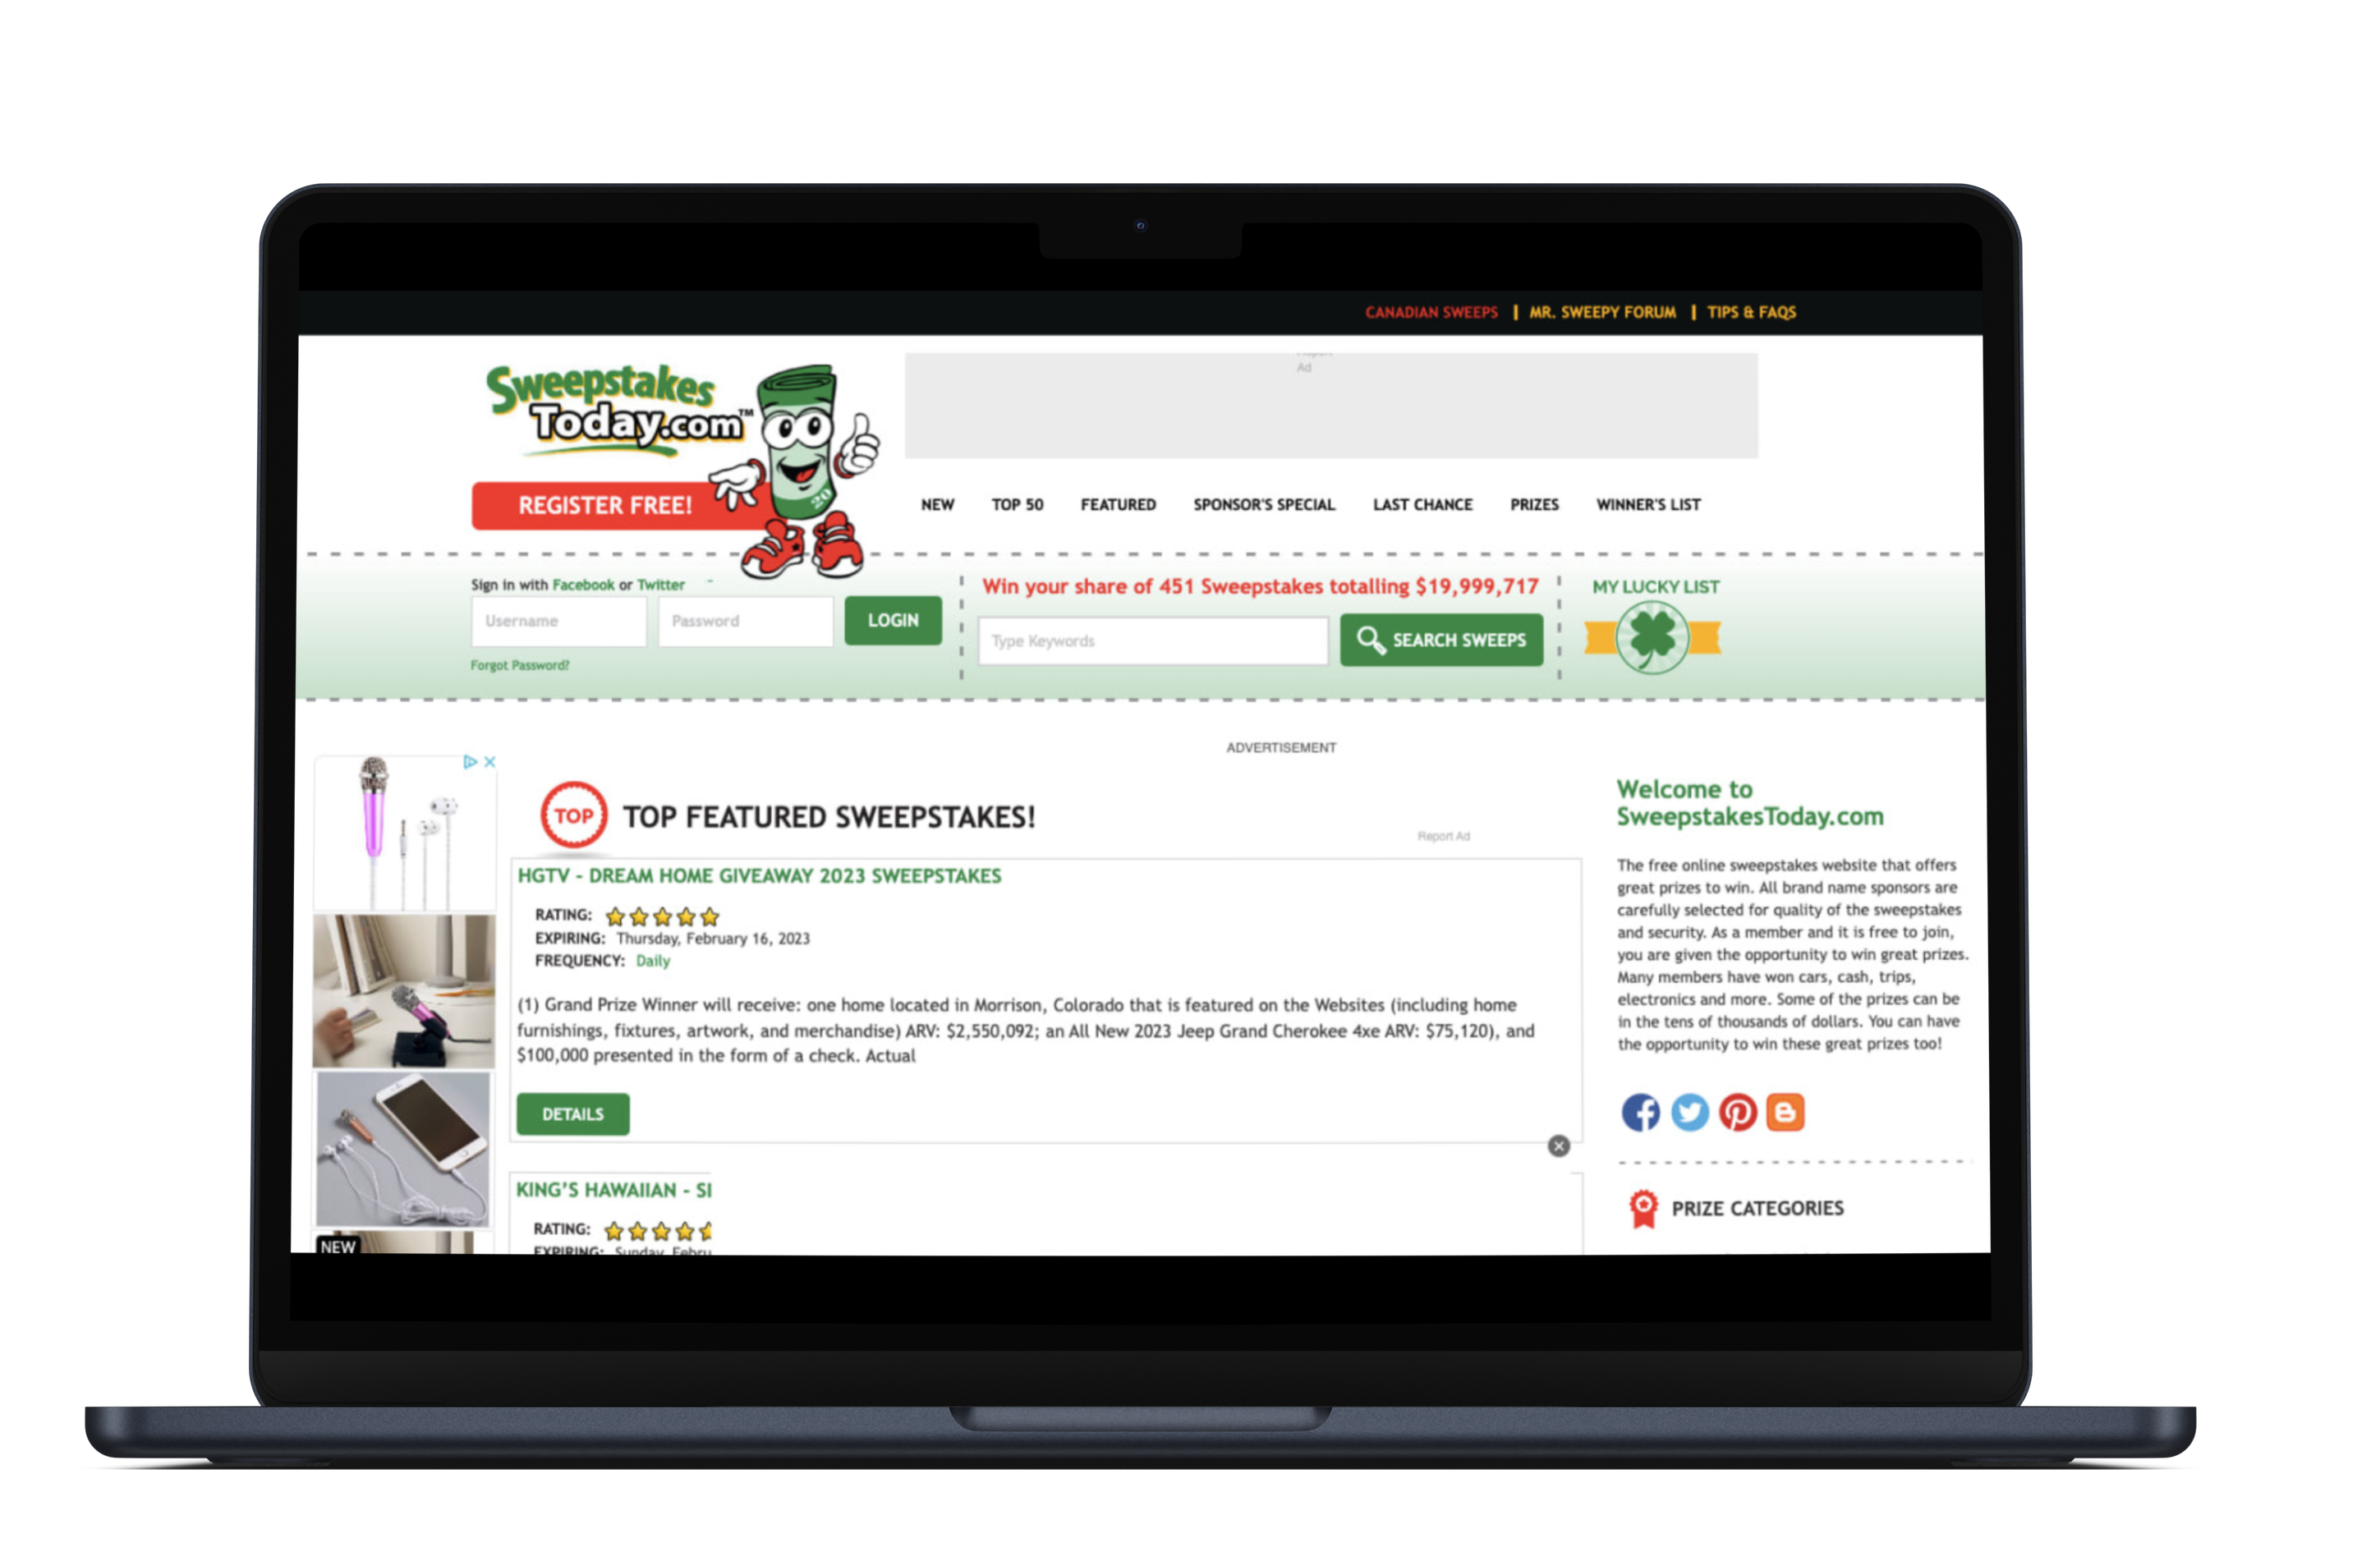 CANADIAN SWEEPS | MR. SWEEPY FORUM | TIPS & FAQS
Sweepstakes
Today.com™
20
Ad
REGISTER FREE!
NEW TOP 50 FEATURED SPONSOR'S SPECIAL LAST CHANCE PRIZES WINNER'S LIST
Sign in with Facebook or Twitter
Username Password LOGIN
Forgot Password?
Win your share of 451 Sweepstakes totalling $19,999,717
Type Keywords SEARCH SWEEPS
MY LUCKY LIST
ADVERTISEMENT
TOP TOP FEATURED SWEEPSTAKES!
Report Ad
HGTV - DREAM HOME GIVEAWAY 2023 SWEEPSTAKES
RATING:
EXPIRING: Thursday, February 16, 2023
FREQUENCY: Daily
(1) Grand Prize Winner will receive: one home located in Morrison, Colorado that is featured on the Websites (including home
furnishings, fixtures, artwork, and merchandise) ARV: $2,550,092; an All New 2023 Jeep Grand Cherokee 4xe ARV: $75,120), and
$100,000 presented in the form of a check. Actual
DETAILS
KING'S HAWAIIAN - SI
RATING:
EXPIRING: Sunday, Febru
NEW
Welcome to
SweepstakesToday.com
The free online sweepstakes website that offers
great prizes to win. All brand name sponsors are
carefully selected for quality of the sweepstakes
and security. As a member and it is free to join,
you are given the opportunity to win great prizes.
Many members have won cars, cash, trips,
electronics and more. Some of the prizes can be
in the tens of thousands of dollars. You can have
the opportunity to win these great prizes too!
PRIZE CATEGORIES